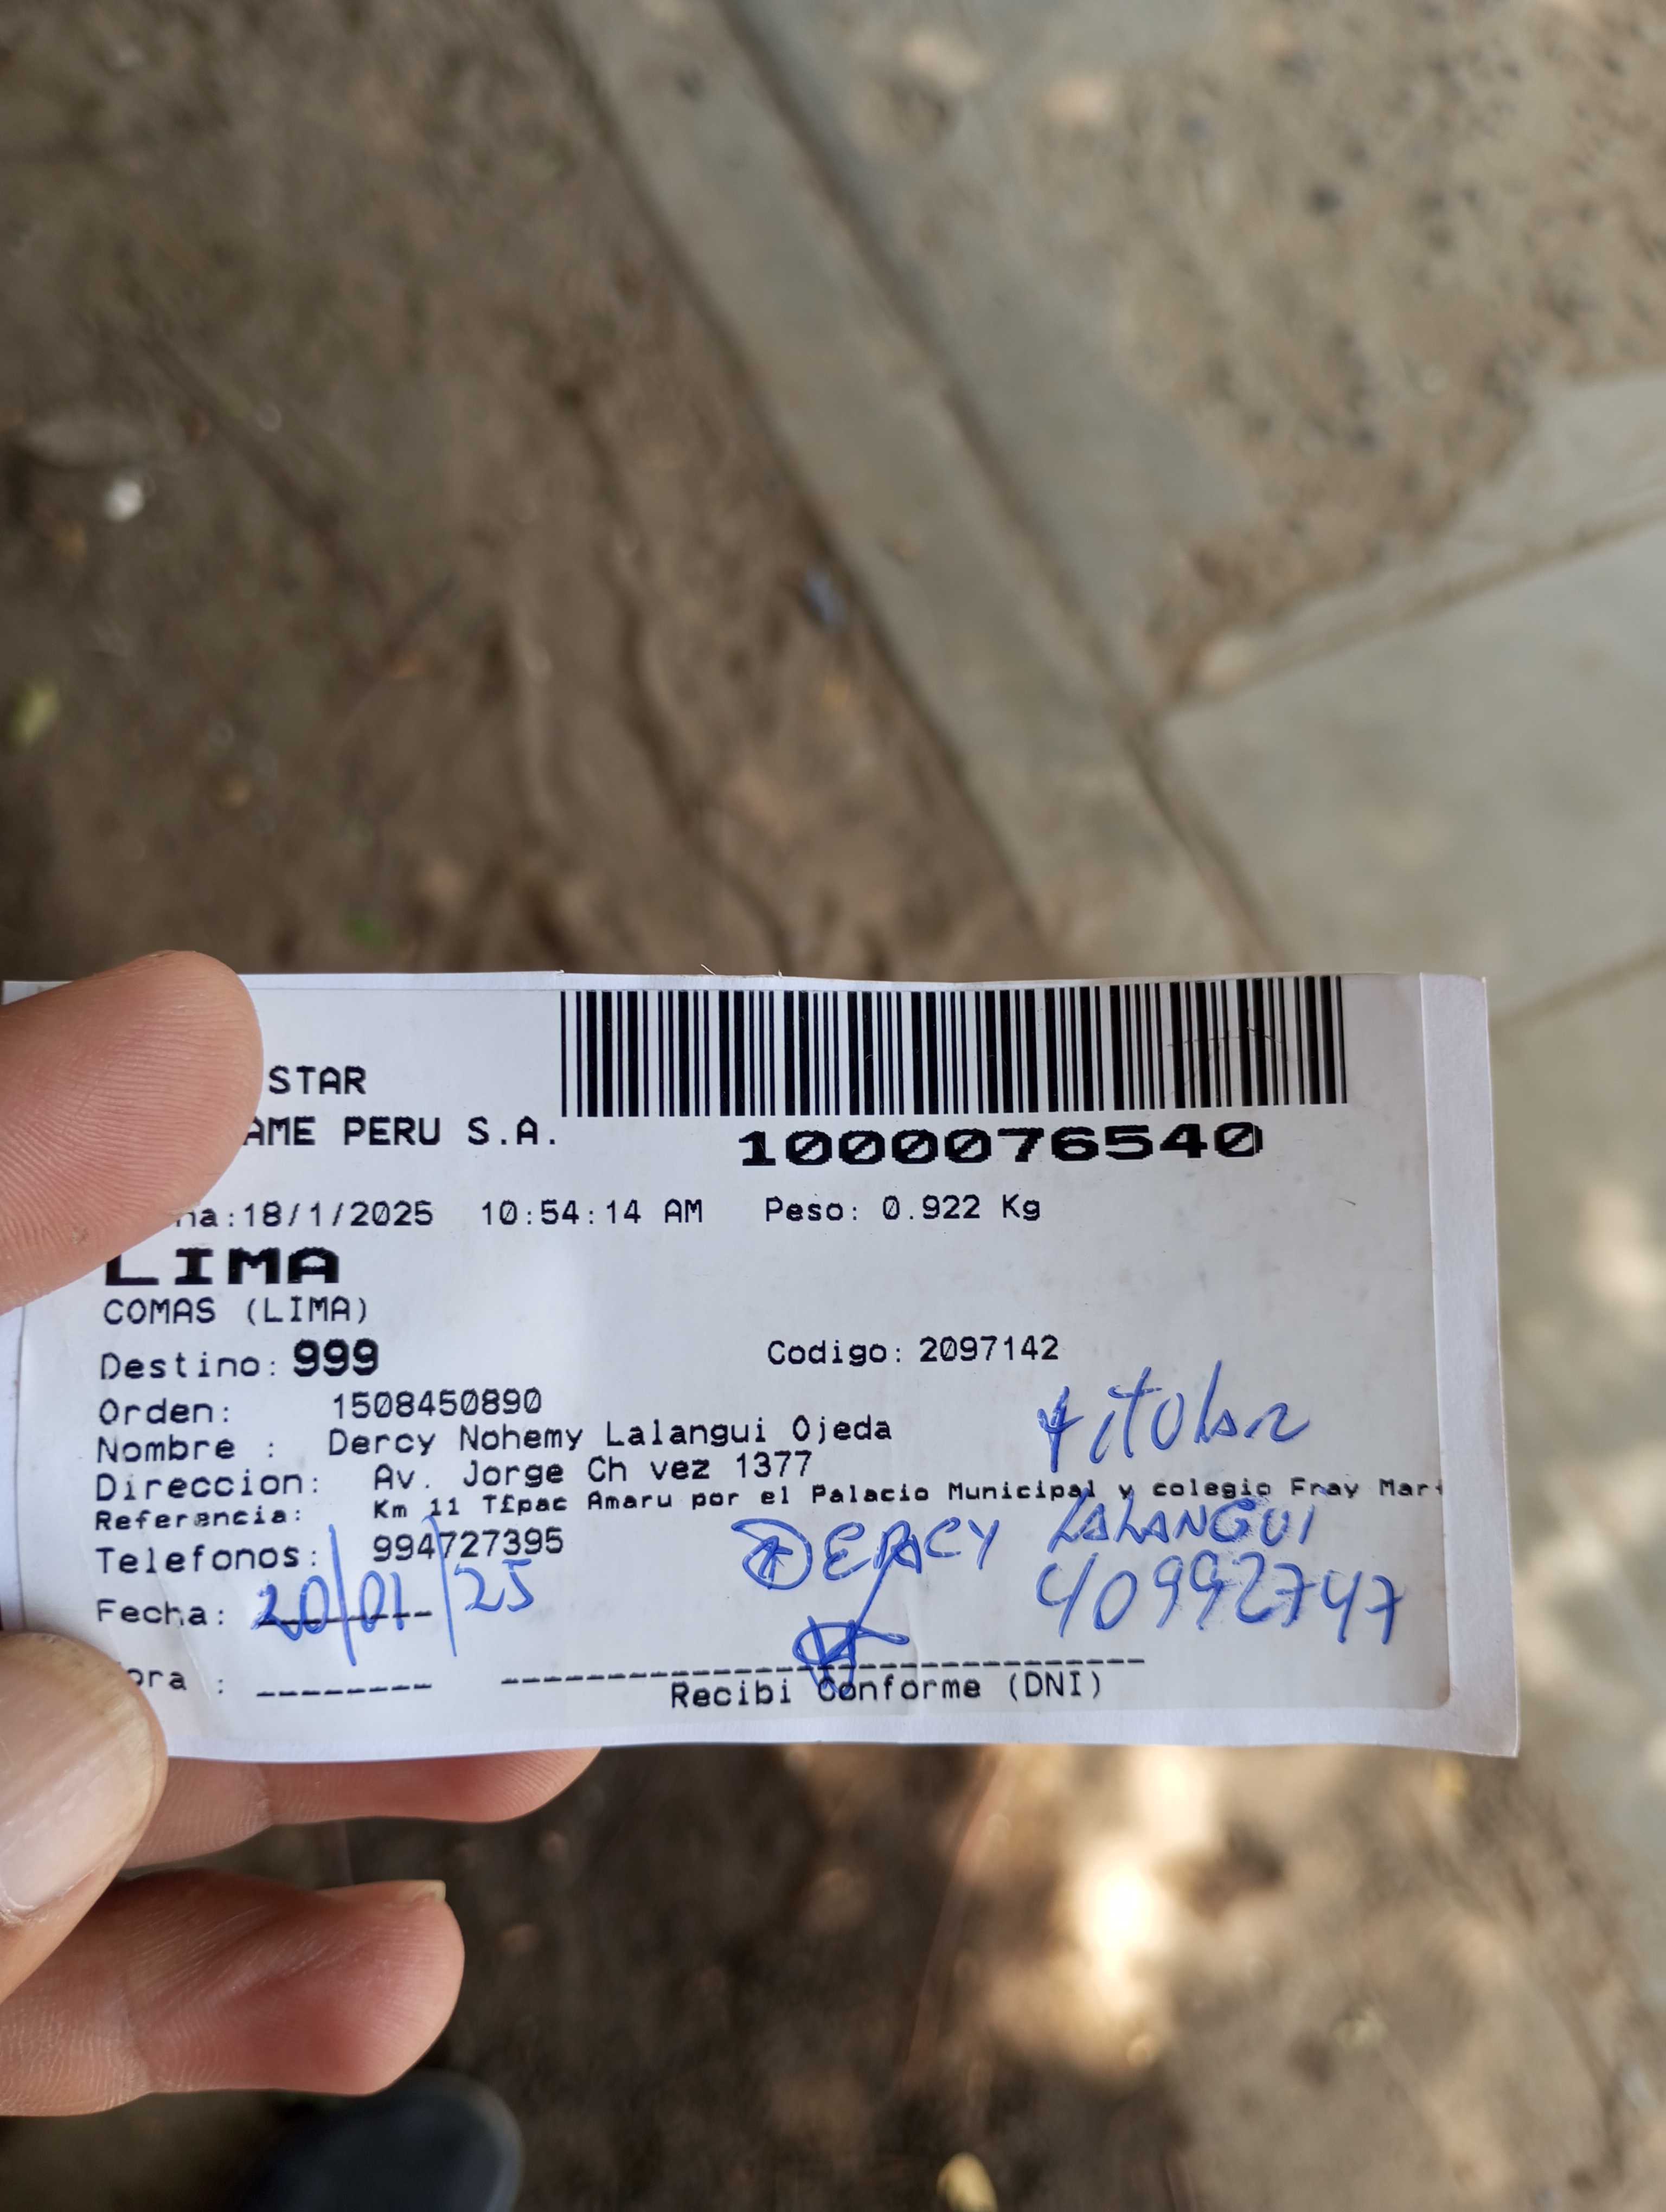 STAR
AME PERU S.A.
1000076540
ha:18/1/2025 10:54:14 AM Peso: 0.922 Kg
LIMA
COMAS (LIMA)
Destino: 999 Codigo: 2097142
Orden: 1508450890
titular
Nombre : Dercy Nohemy Lalangui Ojeda
Direccion: Av. Jorge Ch vez 1377
Referencia: Km 11 T£pac Amaru por el Palacio Municipal y colegio Fray Mar
Telefonos: 994727395
DERCY LALANGUI
40992747
Fecha: 20/01/25
ora :
Recibi Conforme (DNI)